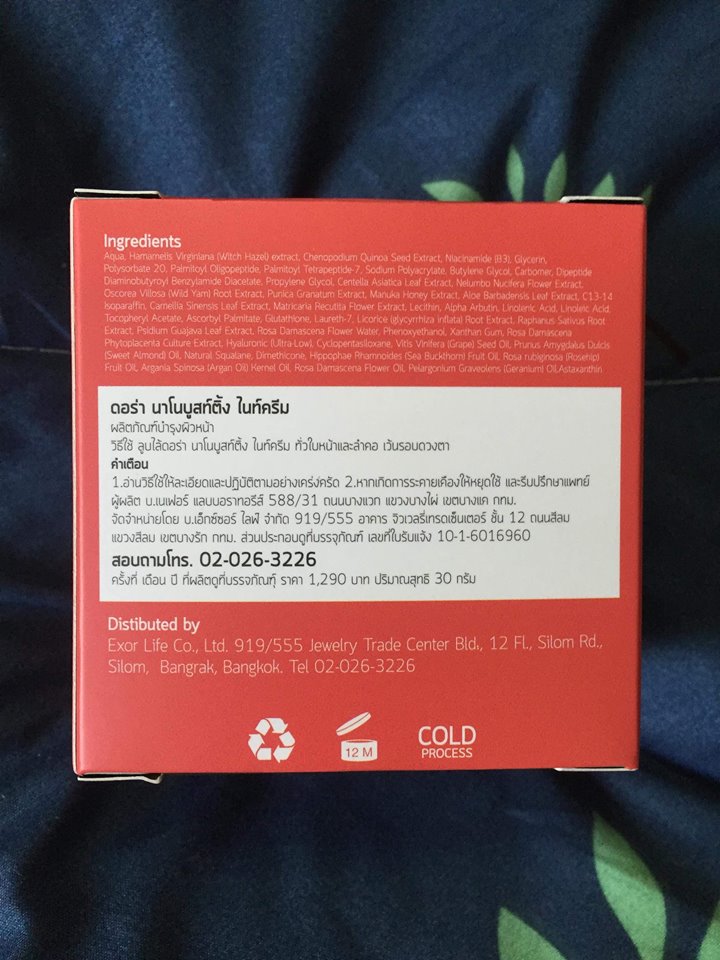 Ingredients
Aqua, Hamamelis Virginiana (Witch Hazel) extract, Chenopodium Quinoa Seed Extract, Niacinamide (B3), Glycerin,
Polysorbate 20, Palmitoyl Oligopeptide, Palmitoyl Tetrapeptide-7, Sodium Polyacrylate, Butylene Glycol, Carbomer, Dipeptide
Diaminobutyroyl Benzylamide Diacetate, Propylene Glycol, Centella Asiatica Leaf Extract, Nelumbo Nucifera Flower Extract,
Oscorea Villosa (Wild Yam) Root Extract, Punica Granatum Extract, Manuka Honey Extract, Aloe Barbadensis Leaf Extract, C13-14
Isoparaffin, Camellia Sinensis Leaf Extract, Matricaria Recutita Flower Extract, Lecithin, Alpha Arbutin, Linolenic Acid, Linoleic Acid,
Tocopheryl Acetate, Ascorbyl Palmitate, Glutathione, Laureth-7, Licorice (glycyrrhiza inflata) Root Extract, Raphanus Sativus Root
Extract, Psidium Guajava Leaf Extract, Rosa Damascena Flower Water, Phenoxyethanol, Xanthan Gum, Rosa Damascena
Phytoplacenta Culture Extract, Hyaluronic (Ultra Low), Cyclopentasiloxane, Vitis Vinifera (Grape) Seed Oil, Prunus Amygdalus Dulcis
(Sweet Almond) Oil, Natural Squalane, Dimethicone, Hippophae Rhamnoides (Sea Buckhorn) Fruit Oil, Rosa rubiginosa (Rosehip)
Fruit Oil, Argania Spinosa (Argan Oil) Kernel Oil, Rosa Damascena Flower Oil, Pelargonium Graveolens (Geranium) Oil,Astaxanthin
ดอร่า นาโนบูสท์ติ้ง ไนท์ครีม
ผลิตภัณฑ์บำรุงผิวหน้า
วิธีใช้ ลูบไล้ดอร่า นาโนบูสท์ติ้ง ไนท์ครีม ทั่วใบหน้าและลำคอ เว้นรอบดวงตา
คำเตือน
1.อ่านวิธีใช้ให้ละเอียดและปฏิบัติตามอย่างเคร่งครัด 2.หากเกิดการระคายเคืองให้หยุดใช้ และรีบปรึกษาแพทย์
ผู้ผลิต บ.เนเฟอร์ แลบบอราทอรีส์ 588/31 ถนนบางแวก แขวงบางไผ่ เขตบางแค กทม.
จัดจำหน่ายโดย บ.เอ็กซ์ซอร์ ไลฟ์ จำกัด 919/555 อาคาร จิวเวลรี่เทรดเซ็นเตอร์ ชั้น 12 ถนนสีลม
แขวงสีลม เขตบางรัก กทม. ส่วนประกอบดูที่บรรจุภัณฑ์ เลขที่ใบรับแจ้ง 10-1-6016960
สอบถามโทร. 02-026-3226
ครั้งที่ เดือน ปี ที่ผลิตดูที่บรรจุภัณฑุ์ ราคา 1,290 บาท ปริมาณสุทธิ 30 กรัม
Distibuted by
Exor Life Co., Ltd. 919/555 Jewelry Trade Center Bld., 12 Fl., Silom Rd.,
Silom, Bangrak, Bangkok. Tel 02-026-3226
12 M
COLD
PROCESS